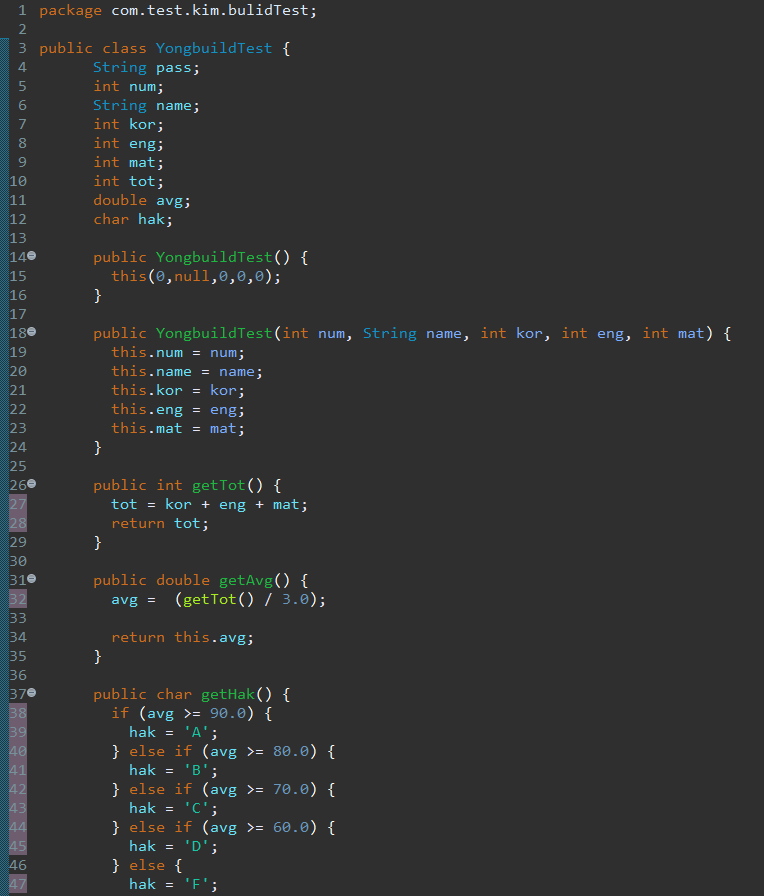 1 package com.test.kim.bulidTest;
2
3 public class YongbuildTest {
4 String pass;
5 int num;
6 String name;
7 int kor;
8 int eng;
9 int mat;
10 int tot;
11 double avg;
12 char hak;
13
14 public YongbuildTest() {
15 this(0,null,0,0,0);
16 }
17
18 public YongbuildTest(int num, String name, int kor, int eng, int mat) {
19 this.num = num;
20 this.name = name;
21 this.kor = kor;
22 this.eng = eng;
23 this.mat = mat;
24 }
25
26 public int getTot() {
27 tot = kor + eng + mat;
28 return tot;
29 }
30
31 public double getAvg() {
32 avg =  (getTot() / 3.0);
33
34 return this.avg;
35 }
36
37 public char getHak() {
38 if (avg >= 90.0) {
39 hak = 'A';
40 } else if (avg >= 80.0) {
41 hak = 'B';
42 } else if (avg >= 70.0) {
43 hak = 'C';
44 } else if (avg >= 60.0) {
45 hak = 'D';
46 } else {
47 hak = 'F';